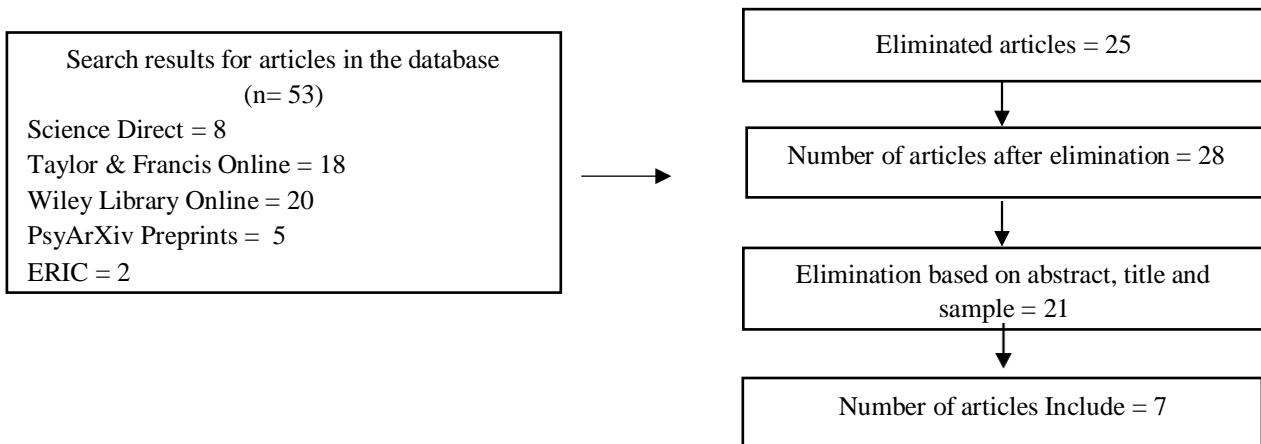 Search results for articles in the database
(n= 53)
Science Direct = 8
Taylor & Francis Online = 18
Wiley Library Online = 20
PsyArXiv Preprints = 5
ERIC = 2
Eliminated articles = 25
Number of articles after elimination = 28
Elimination based on abstract, title and
sample = 21
Number of articles Include = 7